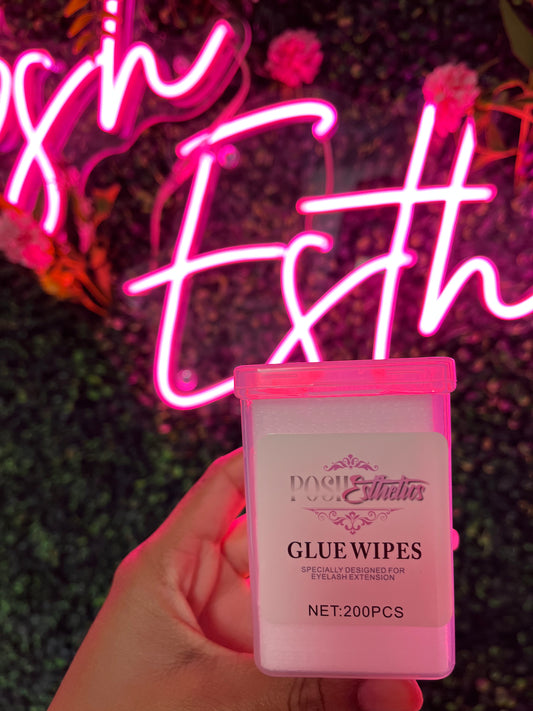 osh
Esth
POSH Esthetics
GLUE WIPES
SPECIALLY DESIGNED FOR
EYELASH EXTENSION
NET:200PCS